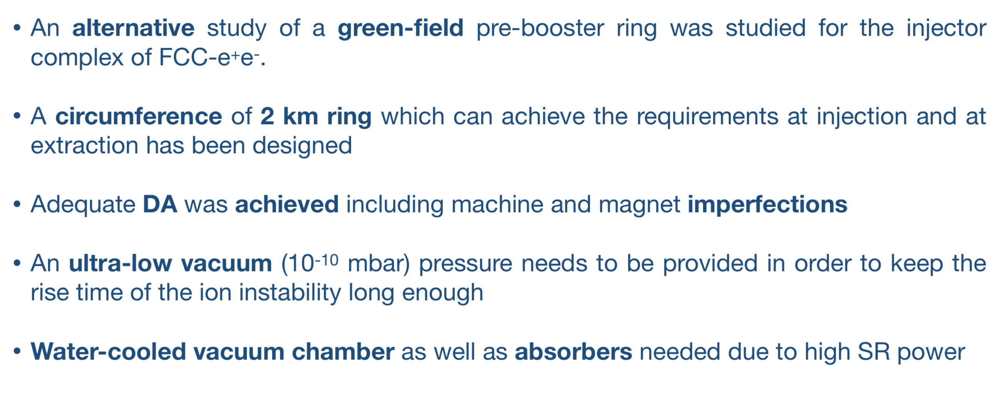 • An alternative study of a green-field pre-booster ring was studied for the injector
complex of FCC-e⁺e⁻.
• A circumference of 2 km ring which can achieve the requirements at injection and at
extraction has been designed
• Adequate DA was achieved including machine and magnet imperfections
• An ultra-low vacuum (10⁻¹⁰ mbar) pressure needs to be provided in order to keep the
rise time of the ion instability long enough
• Water-cooled vacuum chamber as well as absorbers needed due to high SR power